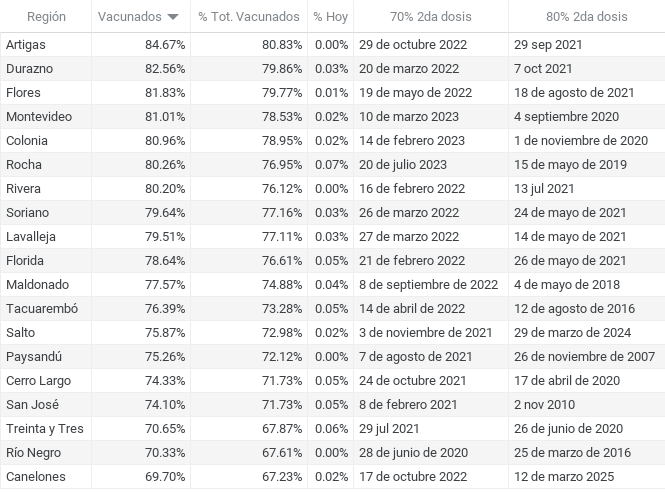 Región Vacunados % Tot. Vacunados % Hoy 70% 2da dosis 80% 2da dosis
Artigas 84.67% 80.83% 0.00% 29 de octubre 2022 29 sep 2021
Durazno 82.56% 79.86% 0.03% 20 de marzo 2022 7 oct 2021
Flores 81.83% 79.77% 0.01% 19 de mayo de 2022 18 de agosto de 2021
Montevideo 81.01% 78.53% 0.02% 10 de marzo 2023 4 septiembre 2020
Colonia 80.96% 78.95% 0.02% 14 de febrero 2023 1 de noviembre de 2020
Rocha 80.26% 76.95% 0.07% 20 de julio 2023 15 de mayo de 2019
Rivera 80.20% 76.12% 0.00% 16 de febrero 2022 13 jul 2021
Soriano 79.64% 77.16% 0.03% 26 de marzo 2022 24 de mayo de 2021
Lavalleja 79.51% 77.11% 0.03% 27 de marzo 2022 14 de mayo de 2021
Florida 78.64% 76.61% 0.05% 21 de febrero 2022 26 de mayo de 2021
Maldonado 77.57% 74.88% 0.04% 8 de septiembre de 2022 4 de mayo de 2018
Tacuarembó 76.39% 73.28% 0.05% 14 de abril de 2022 12 de agosto de 2016
Salto 75.87% 72.98% 0.02% 3 de noviembre de 2021 29 de marzo de 2024
Paysandú 75.26% 72.12% 0.00% 7 de agosto de 2021 26 de noviembre de 2007
Cerro Largo 74.33% 71.73% 0.05% 24 de octubre 2021 17 de abril de 2020
San José 74.10% 71.73% 0.05% 8 de febrero 2021 2 nov 2010
Treinta y Tres 70.65% 67.87% 0.06% 29 jul 2021 26 de junio de 2020
Río Negro 70.33% 67.61% 0.00% 28 de junio de 2020 25 de marzo de 2016
Canelones 69.70% 67.23% 0.02% 17 de octubre 2022 12 de marzo 2025